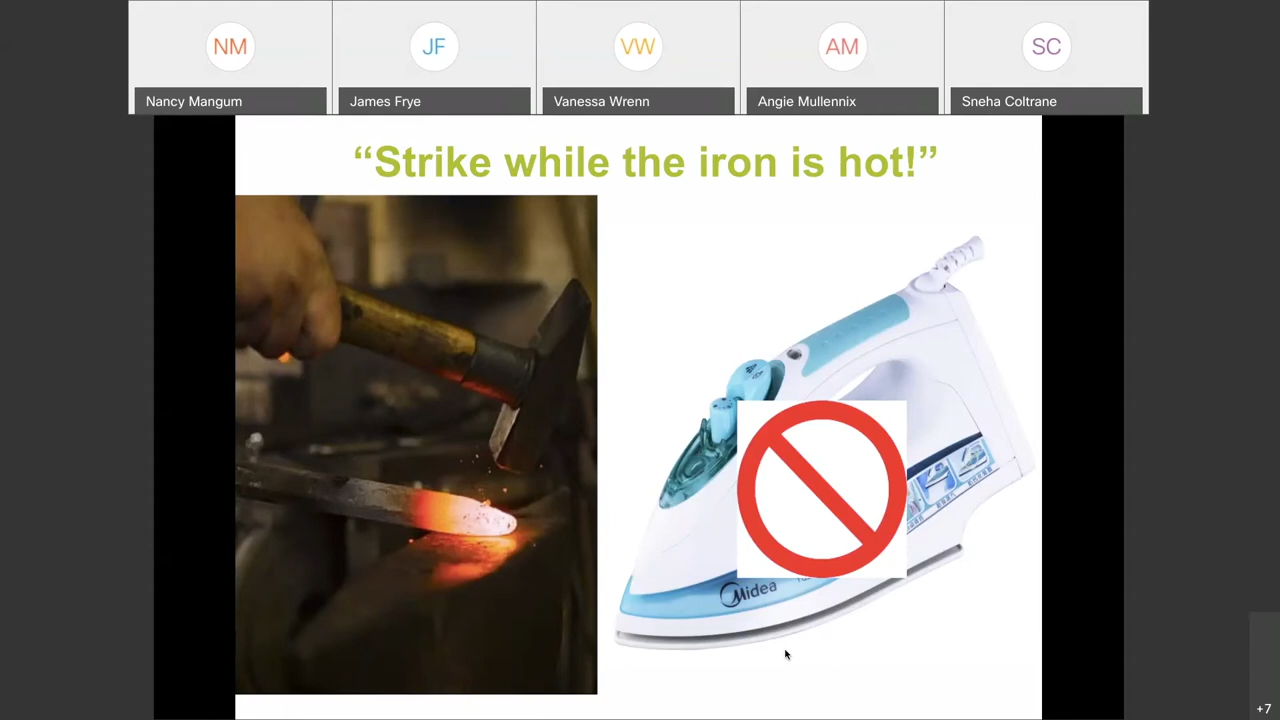 NM
JF
VW
AM
SC
Nancy Mangum
James Frye
Vanessa Wrenn
Angie Mullennix
Sneha Coltrane
“Strike while the iron is hot!”
Midea
+7